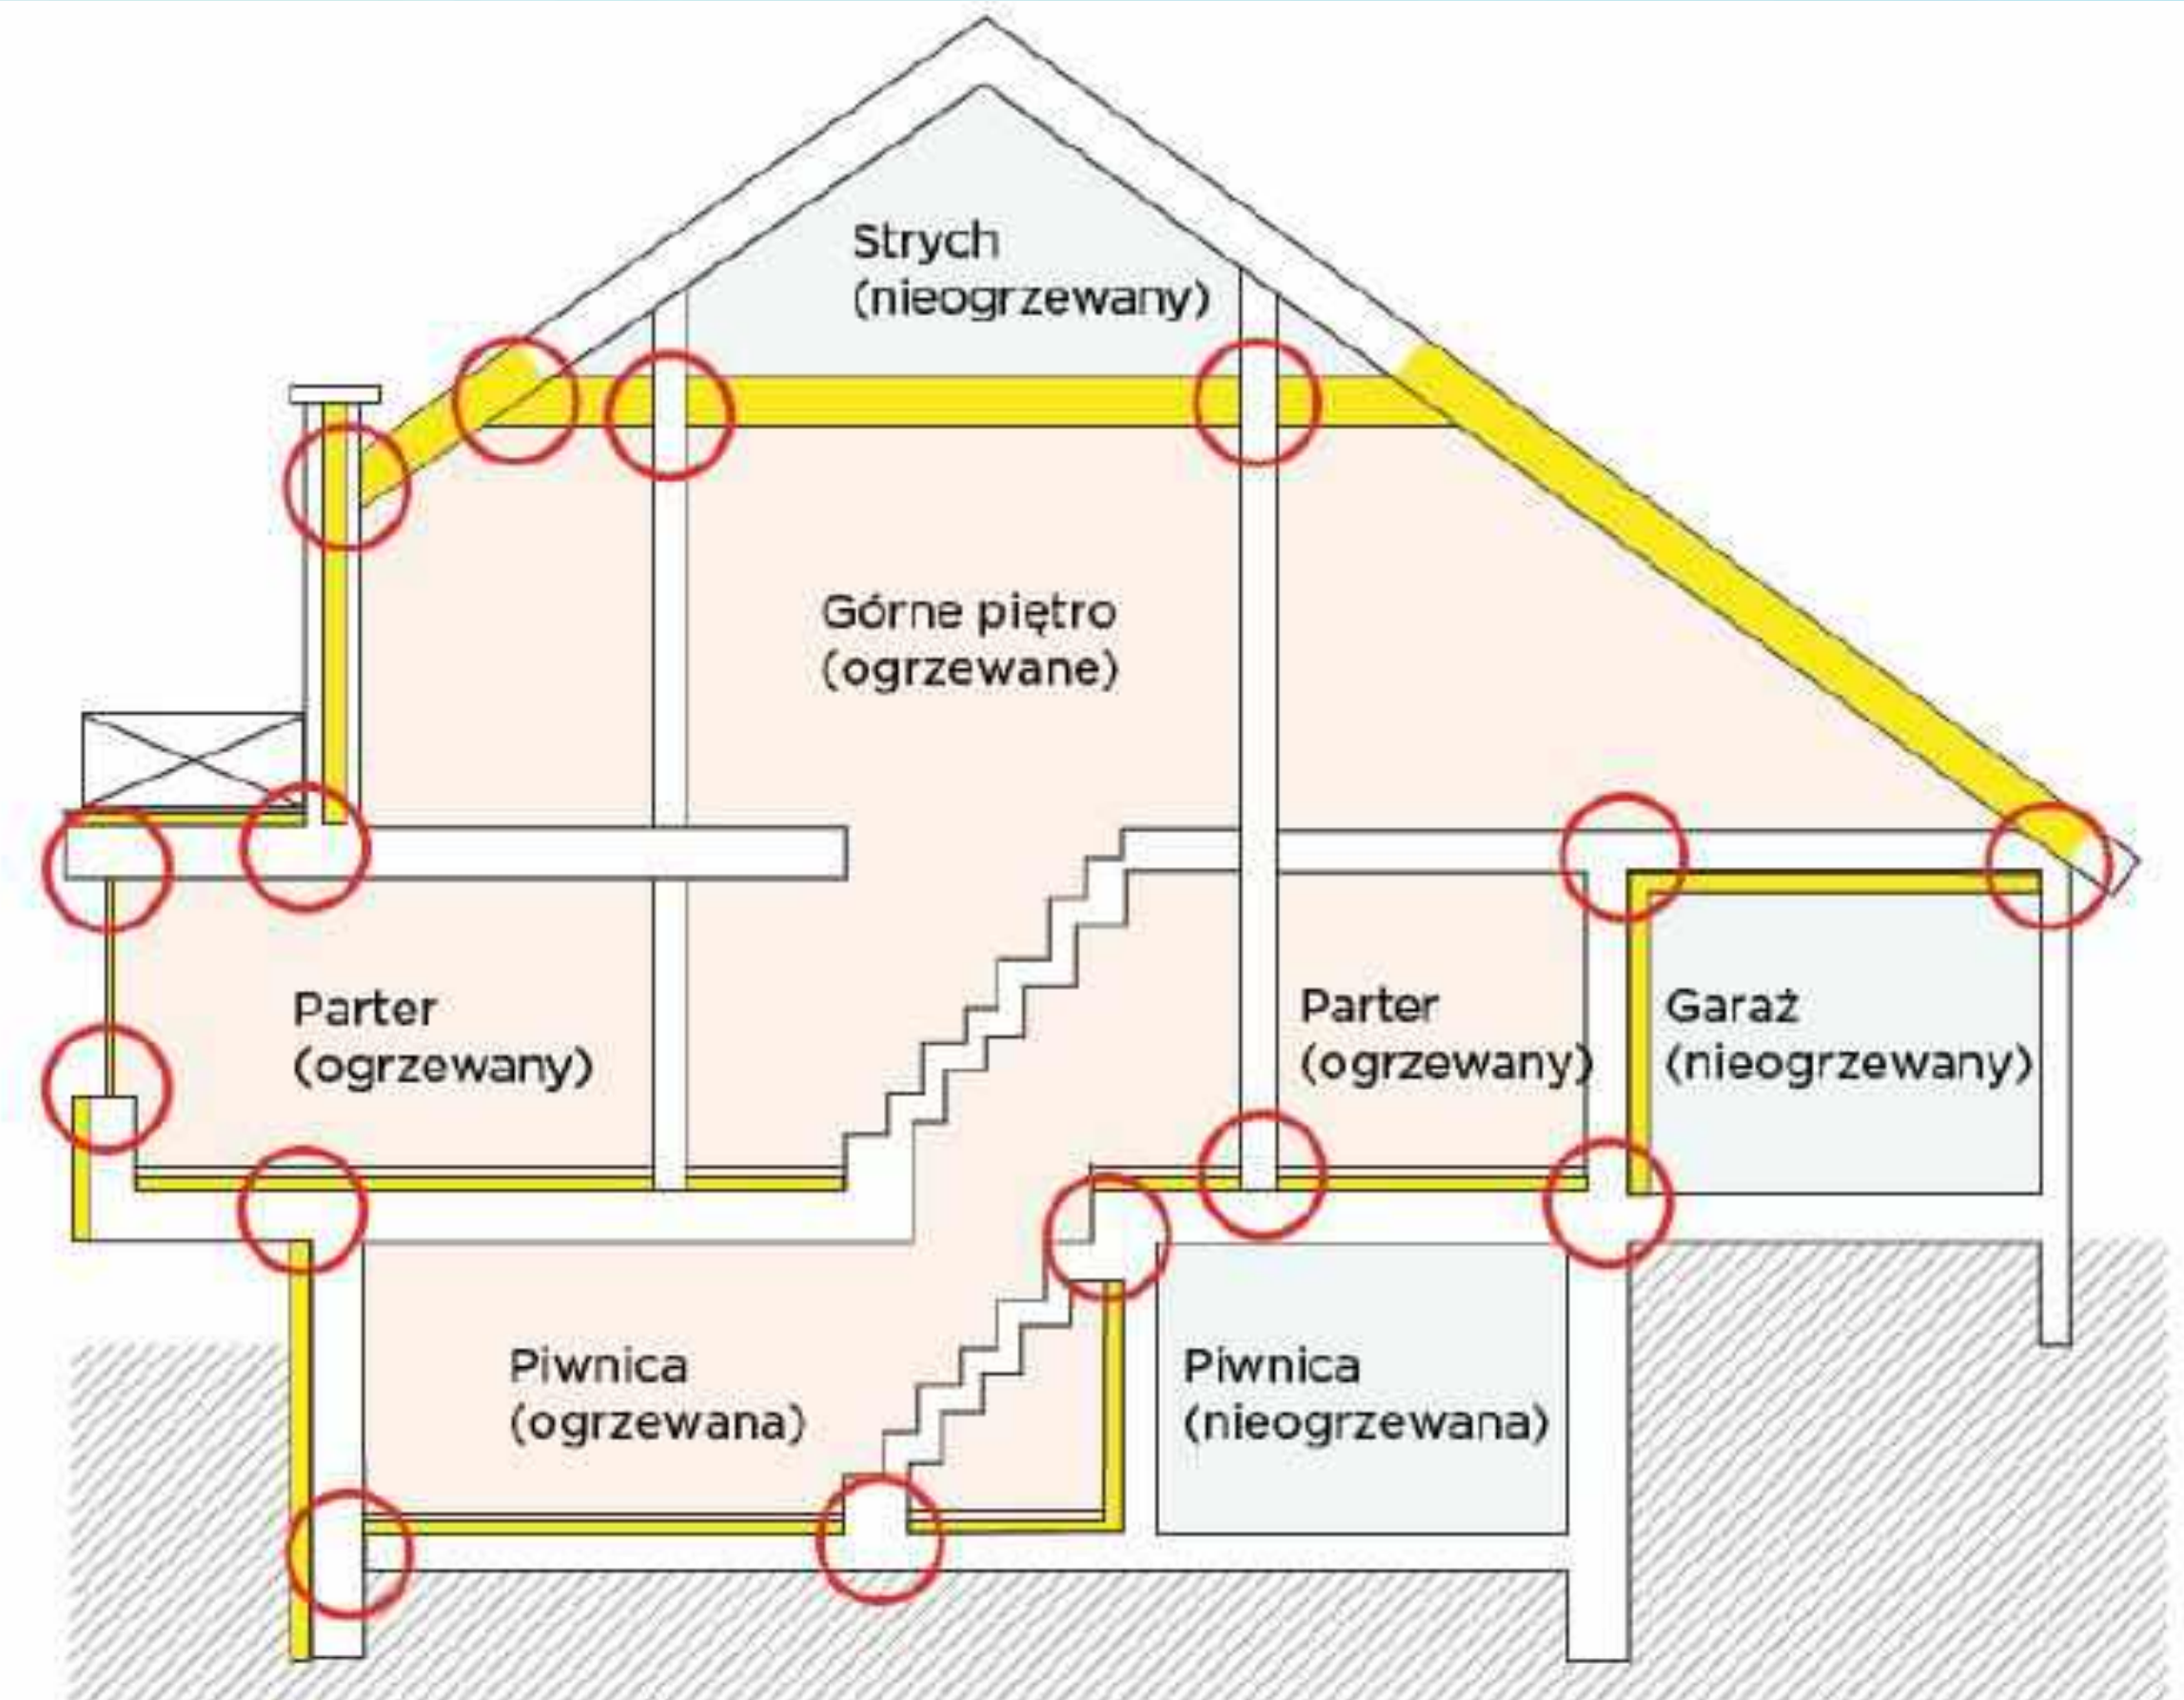 Strych
(nieogrzewany)
Górne piętro
(ogrzewane)
Parter
(ogrzewany)
Parter
(ogrzewany)
Garaż
(nieogrzewany)
Piwnica
(ogrzewana)
Piwnica
(nieogrzewana)